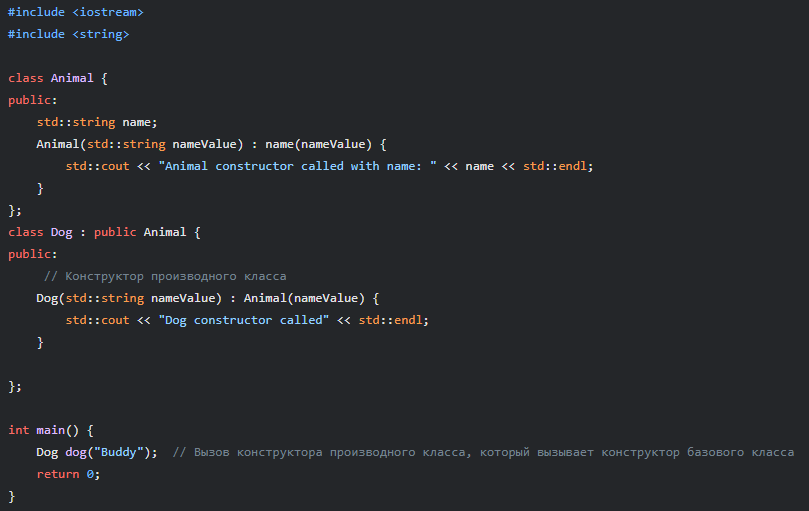 #include <iostream>
#include <string>

class Animal {
public:
    std::string name;
    Animal(std::string nameValue) : name(nameValue) {
        std::cout << "Animal constructor called with name: " << name << std::endl;
    }
};
class Dog : public Animal {
public:
     // Конструктор производного класса
    Dog(std::string nameValue) : Animal(nameValue) {
        std::cout << "Dog constructor called" << std::endl;
    }

};

int main() {
    Dog dog("Buddy");  // Вызов конструктора производного класса, который вызывает конструктор базового класса
    return 0;
}